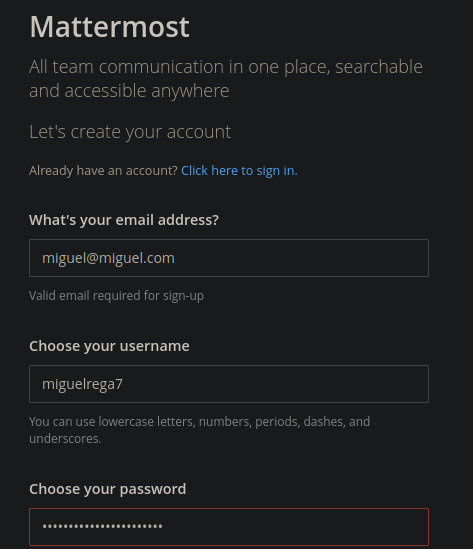 Mattermost
All team communication in one place, searchable
and accessible anywhere
Let's create your account
Already have an account? Click here to sign in.
What's your email address?
miguel@miguel.com
Valid email required for sign-up
Choose your username
miguelrega7
You can use lowercase letters, numbers, periods, dashes, and
underscores.
Choose your password
•••••••••••••••••••••••